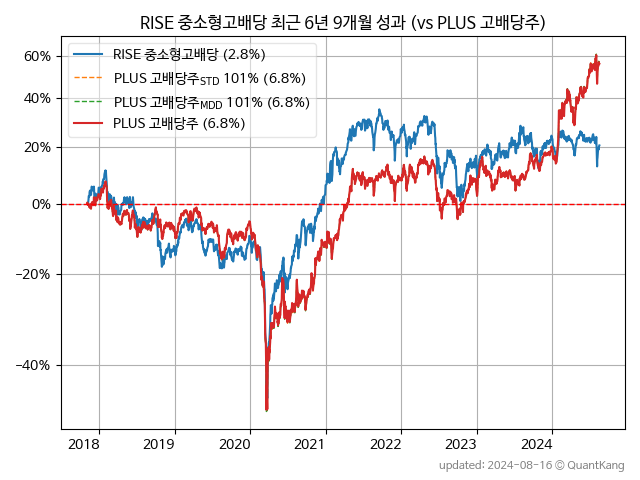 RISE 중소형고배당 최근 6년 9개월 성과 (vs PLUS 고배당주)
60%
40%
20%
0%
−20%
−40%
RISE 중소형고배당 (2.8%)
PLUS 고배당주STD 101% (6.8%)
PLUS 고배당주MDD 101% (6.8%)
PLUS 고배당주 (6.8%)
2018 2019 2020 2021 2022 2023 2024
updated: 2024-08-16 © QuantKang